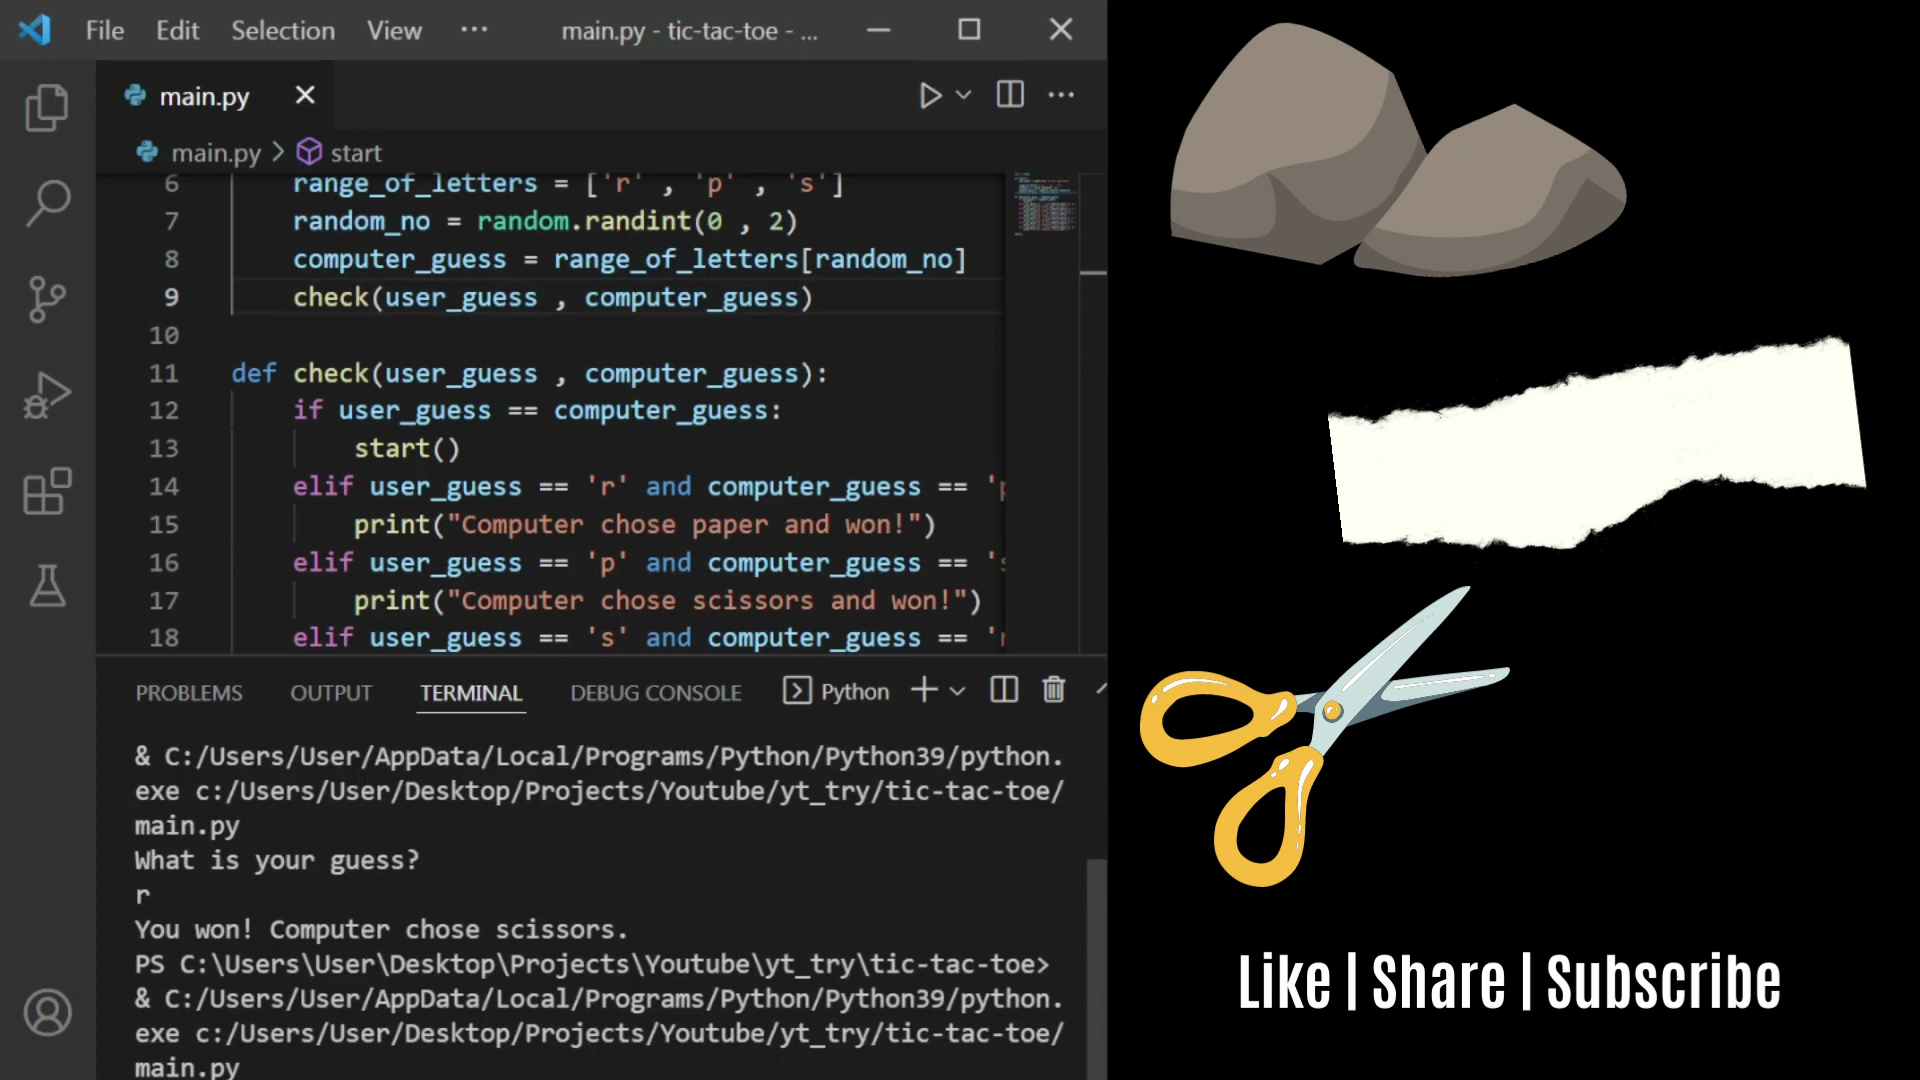 File Edit Selection View ··· main.py - tic-tac-toe - ...
main.py
main.py > start
6 range_of_letters = ['r' , 'p' , 's']
7 random_no = random.randint(0 , 2)
8 computer_guess = range_of_letters[random_no]
9 check(user_guess , computer_guess)
10
11 def check(user_guess , computer_guess):
12 if user_guess == computer_guess:
13 start()
14 elif user_guess == 'r' and computer_guess == 'p
15 print("Computer chose paper and won!")
16 elif user_guess == 'p' and computer_guess == 's
17 print("Computer chose scissors and won!")
18 elif user_guess == 's' and computer_guess == 'r
PROBLEMS OUTPUT TERMINAL DEBUG CONSOLE Python
& C:/Users/User/AppData/Local/Programs/Python/Python39/python.
exe c:/Users/User/Desktop/Projects/Youtube/yt_try/tic-tac-toe/
main.py
What is your guess?
r
You won! Computer chose scissors.
PS C:\Users\User\Desktop\Projects\Youtube\yt_try\tic-tac-toe>
& C:/Users/User/AppData/Local/Programs/Python/Python39/python.
exe c:/Users/User/Desktop/Projects/Youtube/yt_try/tic-tac-toe/
main.py
Like | Share | Subscribe